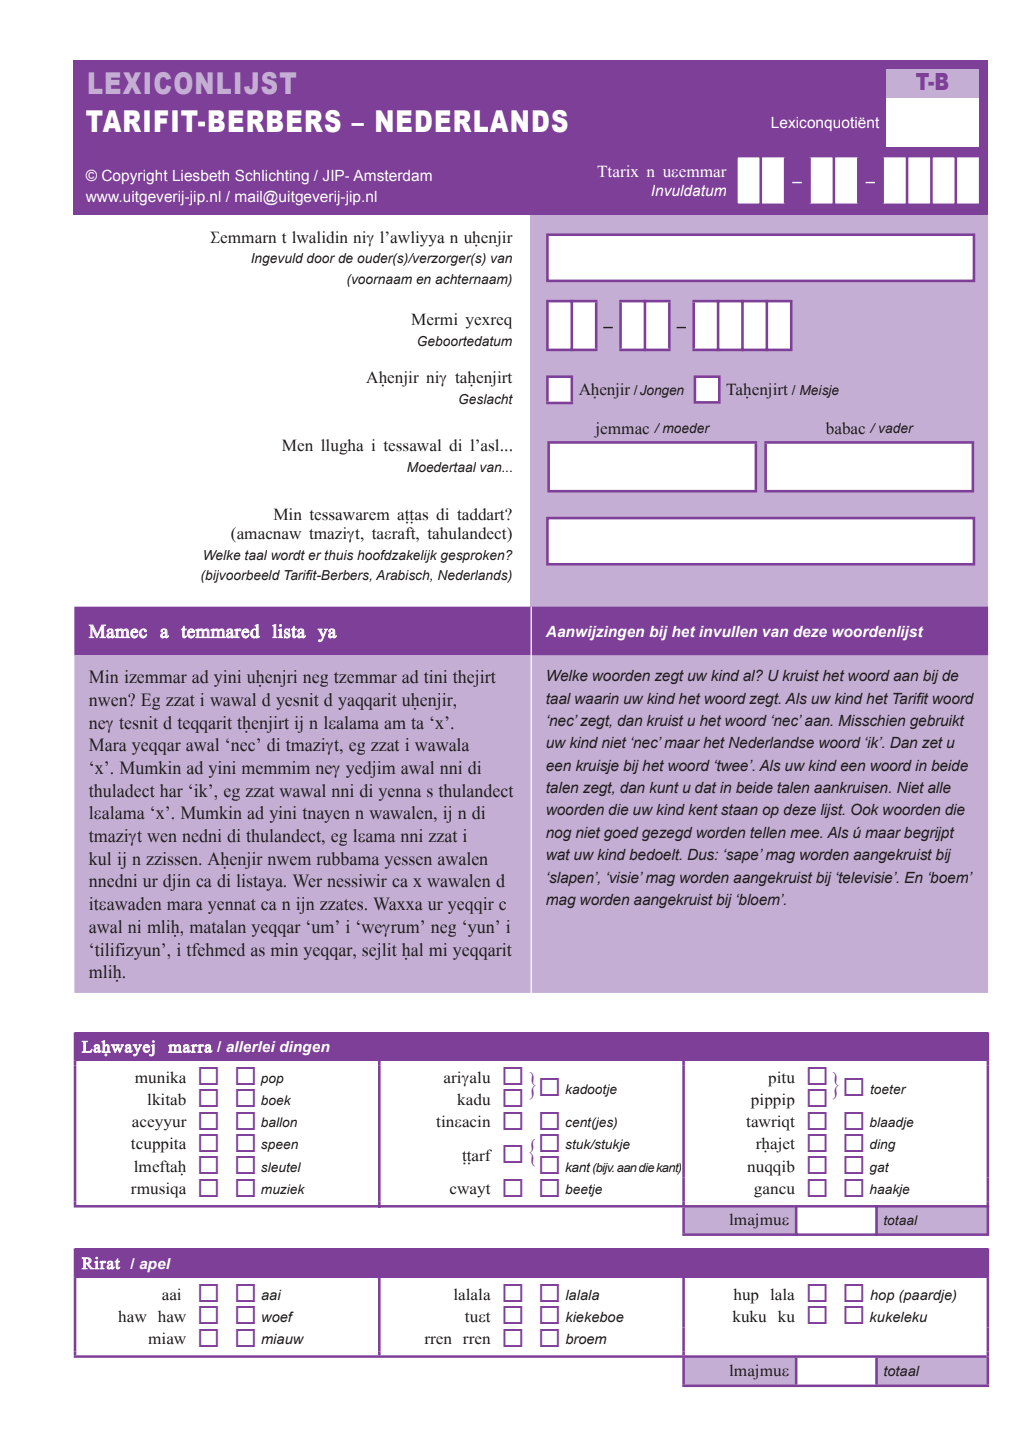 LEXICONLIJST
T-B
TARIFIT-BERBERS – NEDERLANDS
Lexiconquotiënt
© Copyright Liesbeth Schlichting / JIP- Amsterdam
www.uitgeverij-jip.nl / mail@uitgeverij-jip.nl
Ttarix n uɛemmar
Invuldatum
– –
Ʃemmarn t lwalidin niɣ l’awliyya n uḥenjir
Ingevuld door de ouder(s)/verzorger(s) van
(voornaam en achternaam)
Mermi yexreq
Geboortedatum
– –
Aḥenjir niɣ taḥenjirt
Geslacht
Aḥenjir / Jongen Taḥenjirt / Meisje
jemmac / moeder babac / vader
Men llugha i tessawal di l’asl...
Moedertaal van...
Min tessawarem aṭṭas di taddart?
(amacnaw tmaziɣt, taɛraft, tahulandect)
Welke taal wordt er thuis hoofdzakelijk gesproken?
(bijvoorbeeld Tarifit-Berbers, Arabisch, Nederlands)
Mamec a temmared lista ya
Min izemmar ad yini uḥenjri neg tzemmar ad tini thejirt
nwen? Eg zzat i wawal d yesnit d yaqqarit uḥenjir,
neɣ tesnit d teqqarit tḥenjirt ij n lɛalama am ta ‘x’.
Mara yeqqar awal ‘nec’ di tmaziɣt, eg zzat i wawala
‘x’. Mumkin ad yini memmim neɣ yedjim awal nni di
thuladect har ‘ik’, eg zzat wawal nni di yenna s thulandect
lɛalama ‘x’. Mumkin ad yini tnayen n wawalen, ij n di
tmaziɣt wen nedni di thulandect, eg lɛama nni zzat i
kul ij n zzissen. Aḥenjir nwem rubbama yessen awalen
nnedni ur djin ca di listaya. Wer nessiwir ca x wawalen d
itɛawaden mara yennat ca n ijn zzates. Waxxa ur yeqqir c
awal ni mliḥ, matalan yeqqar ‘um’ i ‘weɣrum’ neg ‘yun’ i
‘tilifizyun’, i tfehmed as min yeqqar, sejlit ḥal mi yeqqarit
mliḥ.
Aanwijzingen bij het invullen van deze woordenlijst
Welke woorden zegt uw kind al? U kruist het woord aan bij de
taal waarin uw kind het woord zegt. Als uw kind het Tarifit woord
‘nec’ zegt, dan kruist u het woord ‘nec’ aan. Misschien gebruikt
uw kind niet ‘nec’ maar het Nederlandse woord ‘ik’. Dan zet u
een kruisje bij het woord ‘twee’. Als uw kind een woord in beide
talen zegt, dan kunt u dat in beide talen aankruisen. Niet alle
woorden die uw kind kent staan op deze lijst. Ook woorden die
nog niet goed gezegd worden tellen mee. Als ú maar begrijpt
wat uw kind bedoelt. Dus: ‘sape’ mag worden aangekruist bij
‘slapen’, ‘visie’ mag worden aangekruist bij ‘televisie’. En ‘boem’
mag worden aangekruist bij ‘bloem’.
Laḥwayej marra / allerlei dingen
munika pop
lkitab boek
aceyyur ballon
tcuppita speen
lmeftaḥ sleutel
rmusiqa muziek
ariɣalu
kadu
kadootje
tinɛacin cent(jes)
ṭṭarf
stuk/stukje
kant (bijv. aan die kant)
cwayt beetje
pitu
pippip
toeter
tawriqt blaadje
rḥajet ding
nuqqib gat
gancu haakje
lmajmuɛ totaal
Rirat / apel
aai aai
haw haw woef
miaw miauw
lalala lalala
tuɛt kiekeboe
rren rren broem
hup lala hop (paardje)
kuku ku kukeleku
lmajmuɛ totaal